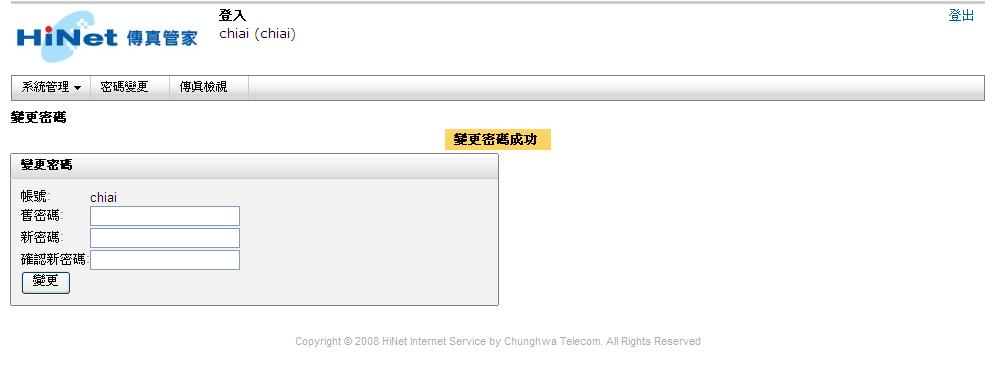 HiNet 傳真管家
登入
chiai (chiai)
登出
系統管理 密碼變更 傳真檢視
變更密碼
變更密碼成功
變更密碼
帳號: chiai
舊密碼:
新密碼:
確認新密碼:
變更
Copyright © 2008 HiNet Internet Service by Chunghwa Telecom. All Rights Reserved